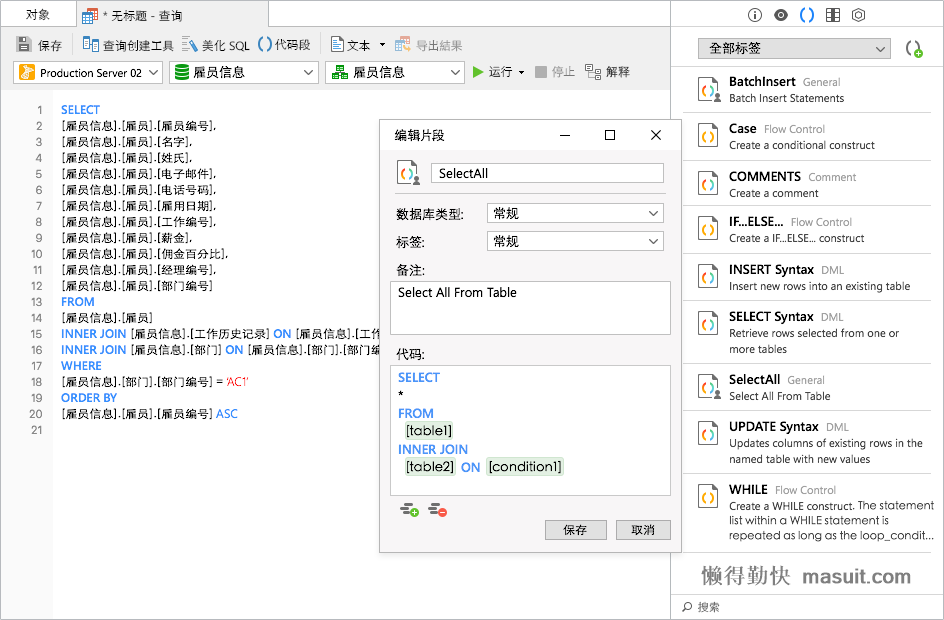 对象
* 无标题 - 查询
保存
查询创建工具
美化 SQL
代码段
文本
导出结果
Production Server 02
雇员信息
雇员信息
运行
停止
解释
1 SELECT
2 [雇员信息].[雇员].[雇员编号],
3 [雇员信息].[雇员].[名字],
4 [雇员信息].[雇员].[姓氏],
5 [雇员信息].[雇员].[电子邮件],
6 [雇员信息].[雇员].[电话号码],
7 [雇员信息].[雇员].[雇用日期],
8 [雇员信息].[雇员].[工作编号],
9 [雇员信息].[雇员].[薪金],
10 [雇员信息].[雇员].[佣金百分比],
11 [雇员信息].[雇员].[经理编号],
12 [雇员信息].[雇员].[部门编号]
13 FROM
14 [雇员信息].[雇员]
15 INNER JOIN [雇员信息].[工作历史记录] ON [雇员信息].[工作
16 INNER JOIN [雇员信息].[部门] ON [雇员信息].[部门].[部门编
17 WHERE
18 [雇员信息].[部门].[部门编号] = 'AC1'
19 ORDER BY
20 [雇员信息].[雇员].[雇员编号] ASC
21
编辑片段
SelectAll
数据库类型: 常规
标签: 常规
备注:
Select All From Table
代码:
SELECT
*
FROM
[table1]
INNER JOIN
[table2] ON [condition1]
保存
取消
全部标签
BatchInsert General
Batch Insert Statements
Case Flow Control
Create a conditional construct
COMMENTS Comment
Create a comment
IF...ELSE... Flow Control
Create a IF...ELSE... construct
INSERT Syntax DML
Insert new rows into an existing table
SELECT Syntax DML
Retrieve rows selected from one or
more tables
SelectAll General
Select All From Table
UPDATE Syntax DML
Updates columns of existing rows in the
named table with new values
WHILE Flow Control
Create a WHILE construct. The statement
list within a WHILE statement is
repeated as long as the loop_condit...
懒得勤快 masuit.com
搜索